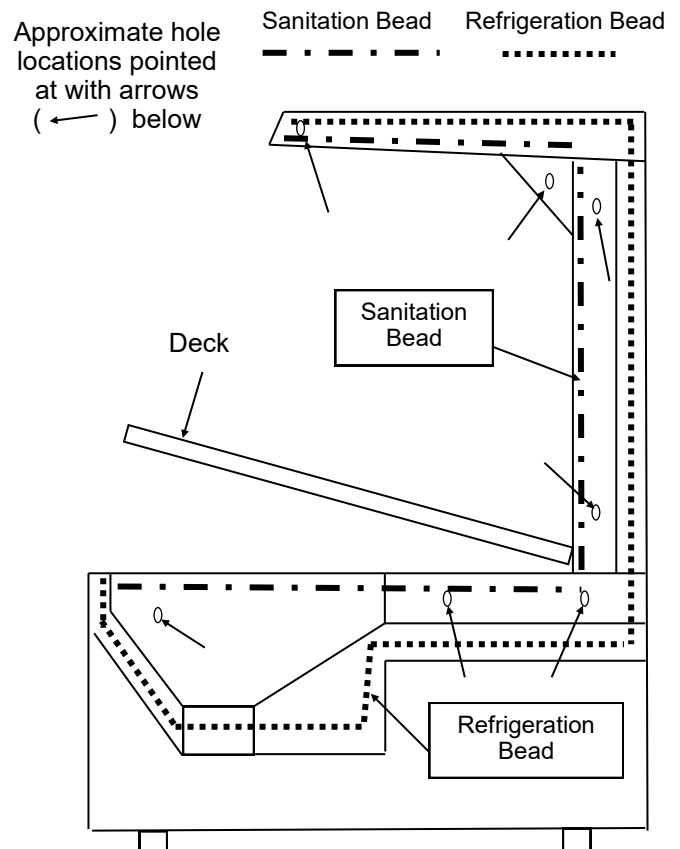 Approximate hole
locations pointed
at with arrows
( ) below
Sanitation Bead
Refrigeration Bead
Sanitation
Bead
Deck
Refrigeration
Bead